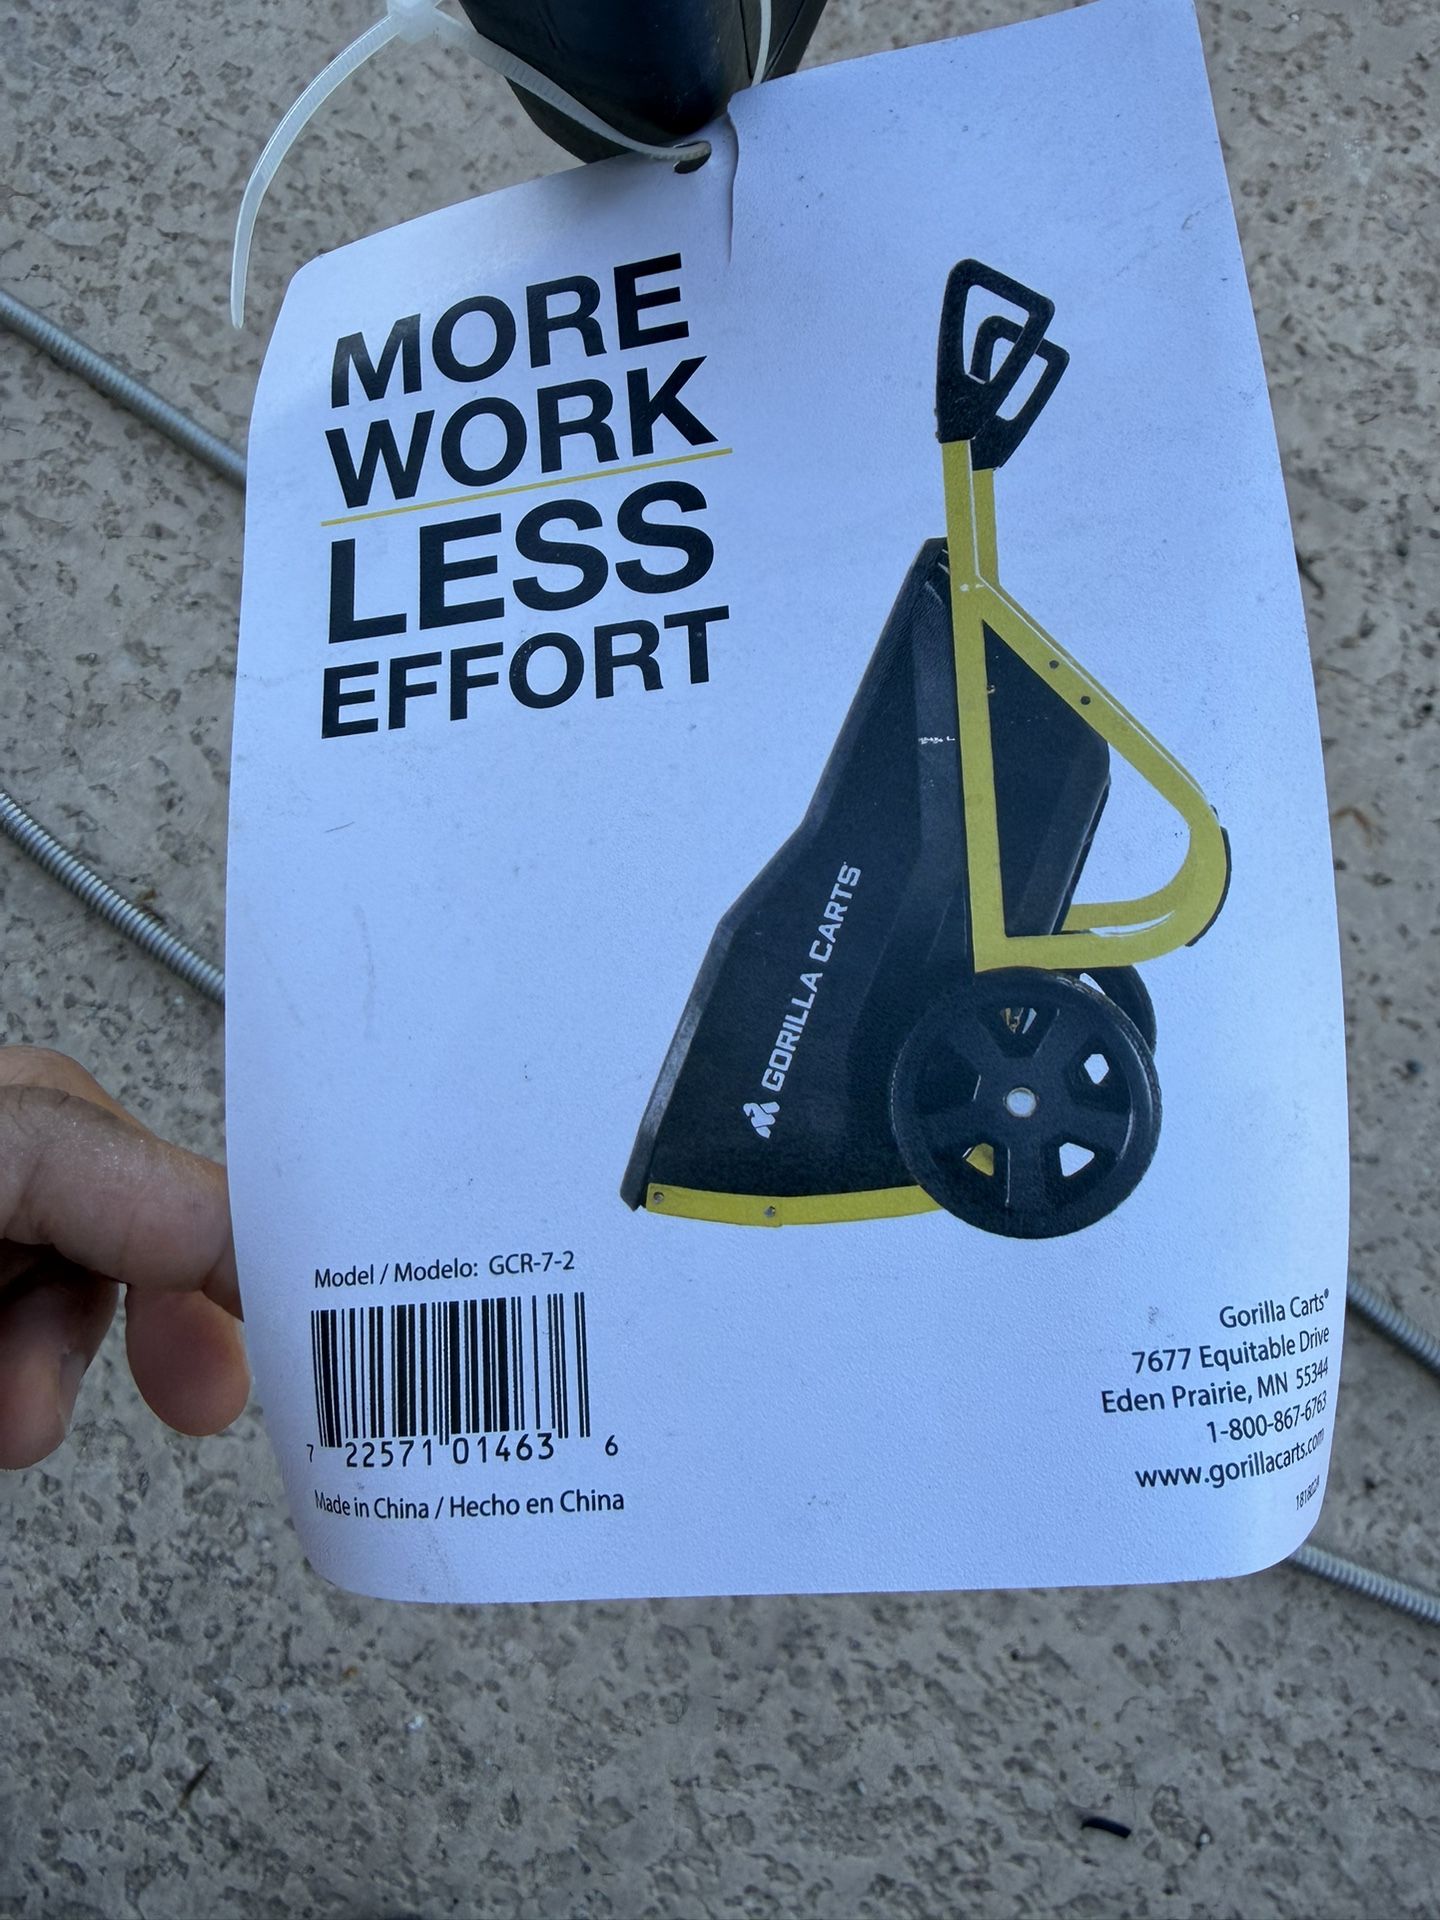 MORE
WORK
LESS
EFFORT
GORILLA CARTS
Model / Modelo: GCR-7-2
7 22571 01463 6
Made in China / Hecho en China
Gorilla Carts®
7677 Equitable Drive
Eden Prairie, MN 55344
1-800-867-6763
www.gorillacarts.com